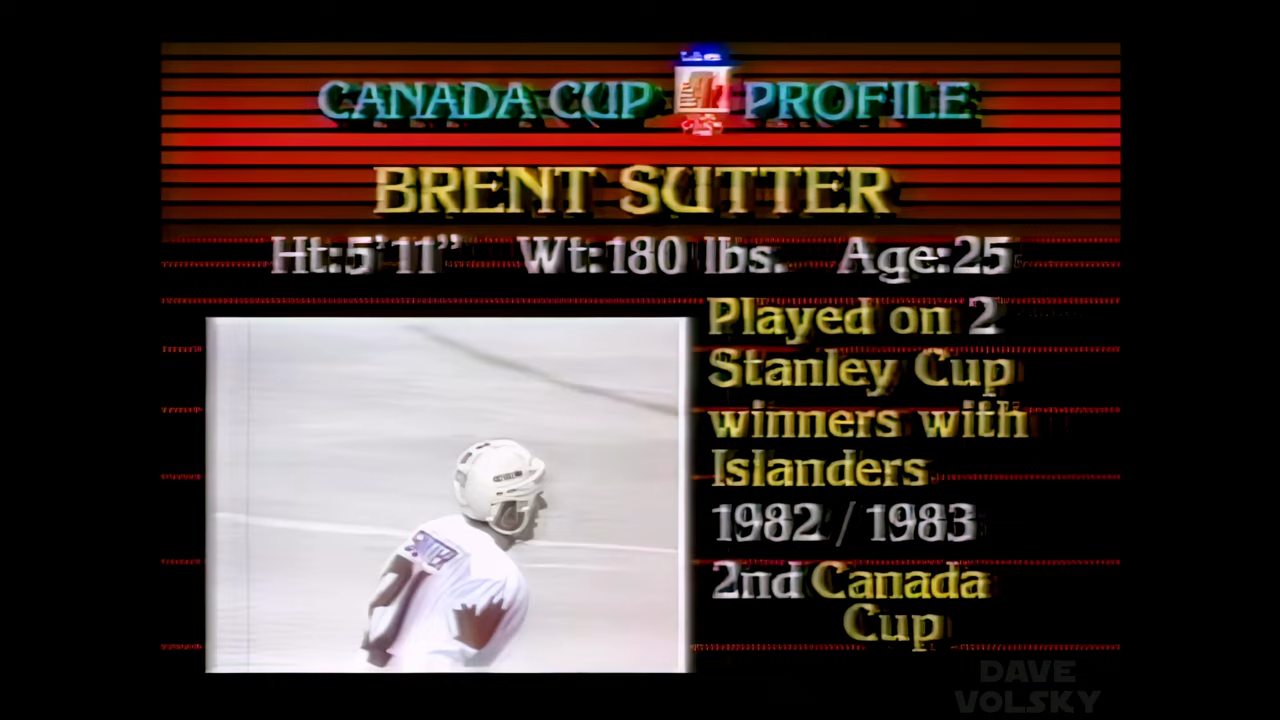 CANADA CUP PROFILE
BRENT SUTTER
Ht:5'11" Wt:180 lbs. Age:25
Played on 2
Stanley Cup
winners with
Islanders
1982 / 1983
2nd Canada
Cup
DAVE
VOLSKY